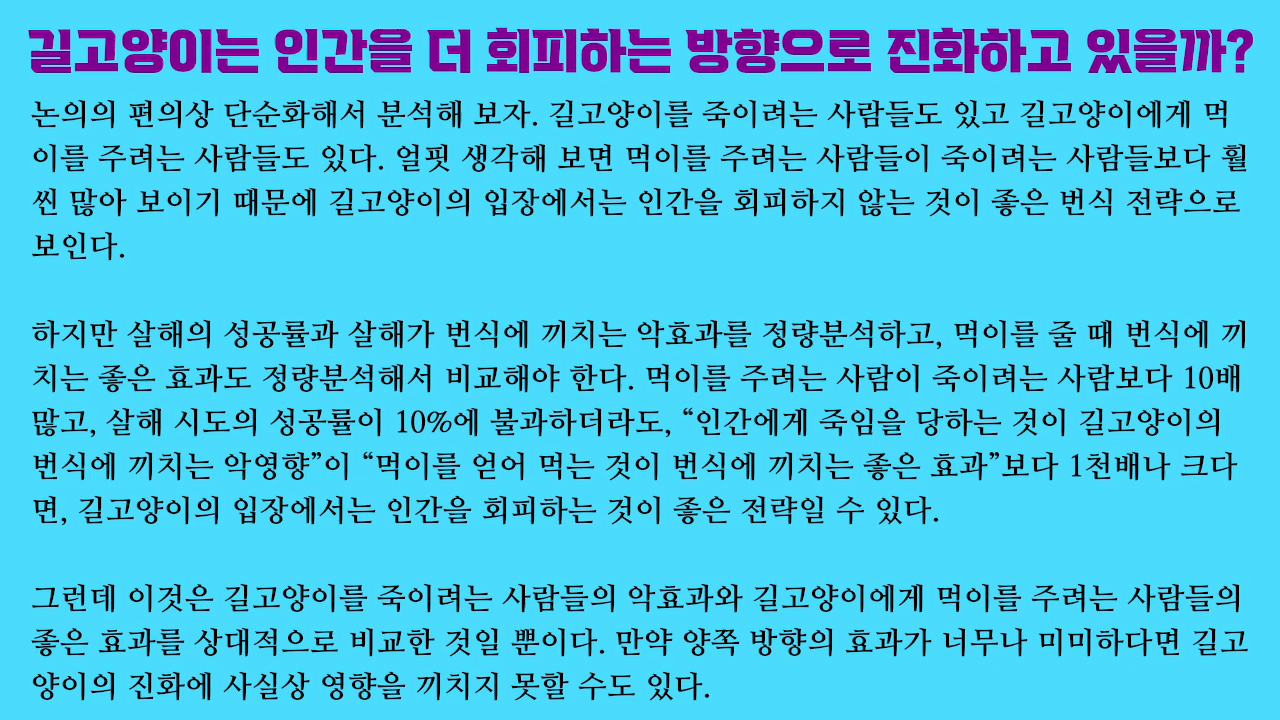 길고양이는 인간을 더 회피하는 방향으로 진화하고 있을까?
논의의 편의상 단순화해서 분석해 보자. 길고양이를 죽이려는 사람들도 있고 길고양이에게 먹
이를 주려는 사람들도 있다. 얼핏 생각해 보면 먹이를 주려는 사람들이 죽이려는 사람들보다 훨
씬 많아 보이기 때문에 길고양이의 입장에서는 인간을 회피하지 않는 것이 좋은 번식 전략으로
보인다.
하지만 살해의 성공률과 살해가 번식에 끼치는 악효과를 정량분석하고, 먹이를 줄 때 번식에 끼
치는 좋은 효과도 정량분석해서 비교해야 한다. 먹이를 주려는 사람이 죽이려는 사람보다 10배
많고, 살해 시도의 성공률이 10%에 불과하더라도, “인간에게 죽임을 당하는 것이 길고양이의
번식에 끼치는 악영향”이 “먹이를 얻어 먹는 것이 번식에 끼치는 좋은 효과”보다 1천배나 크다
면, 길고양이의 입장에서는 인간을 회피하는 것이 좋은 전략일 수 있다.
그런데 이것은 길고양이를 죽이려는 사람들의 악효과와 길고양이에게 먹이를 주려는 사람들의
좋은 효과를 상대적으로 비교한 것일 뿐이다. 만약 양쪽 방향의 효과가 너무나 미미하다면 길고
양이의 진화에 사실상 영향을 끼치지 못할 수도 있다.